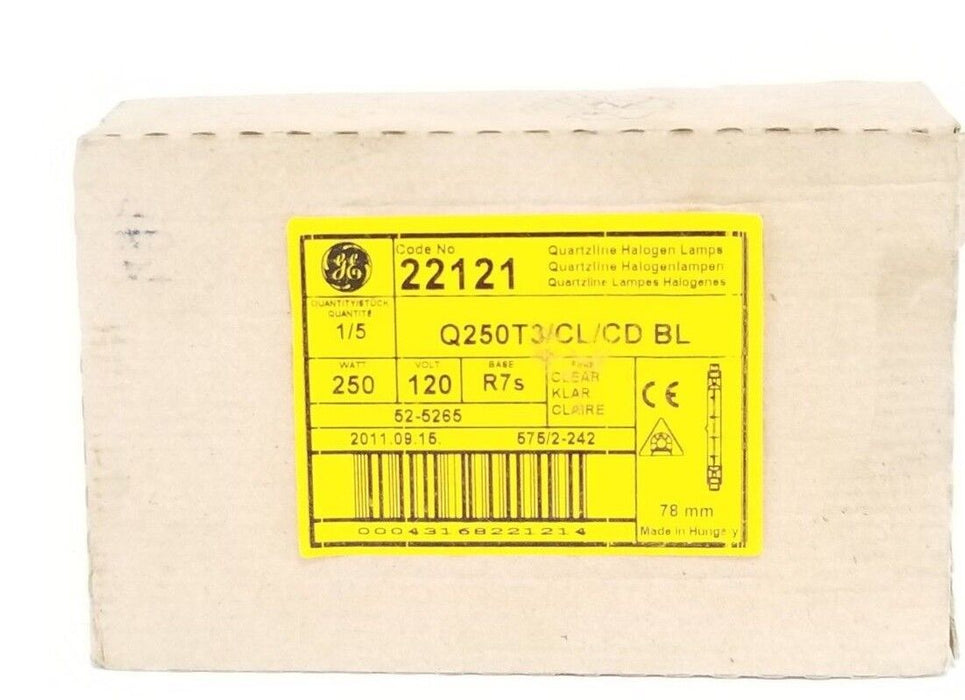 GE
Code No
22121
Quartzline Halogen Lamps
Quartzline Halogenlampen
Quartzline Lampes Halogenes
QUANTITY/STÜCK
QUANTITÉ
1/5
Q250T3/CL/CD BL
WATT
250
VOLT
120
BASE
R7s
CLEAR
KLAR
CLAIRE
CE
52-5265
2011.09.15.
575/2-242
00043168221214
78 mm
Made in Hungary